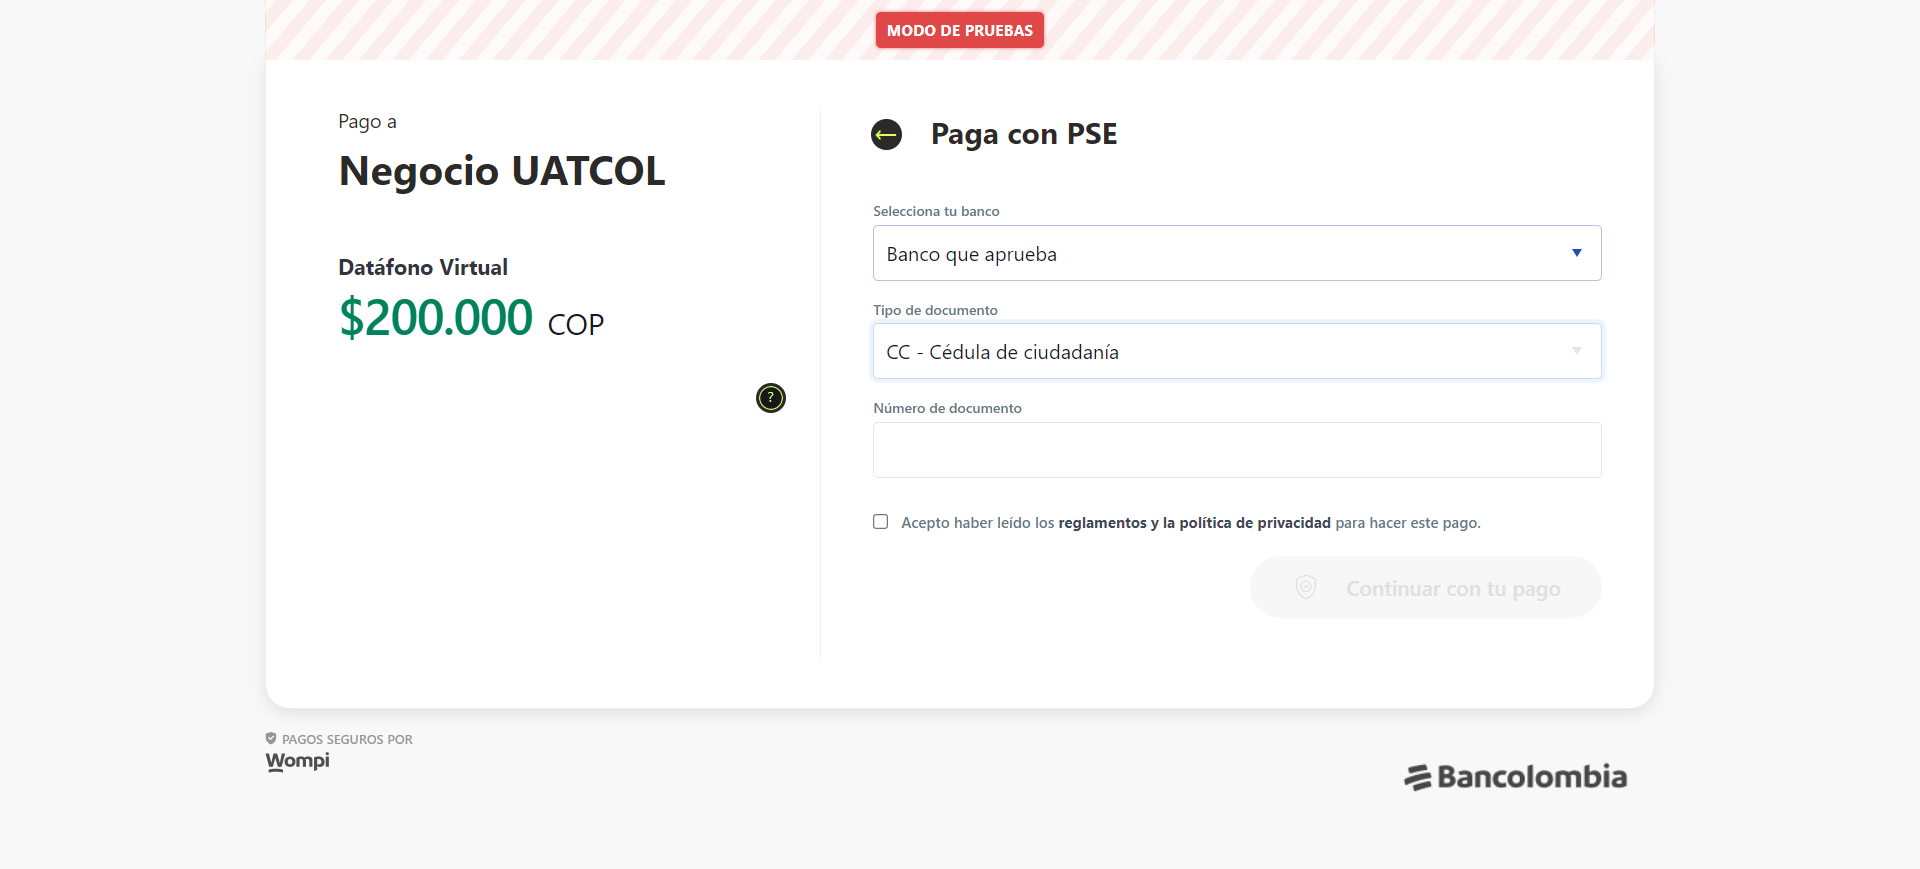 MODO DE PRUEBAS
Pago a
Negocio UATCOL
Datáfono Virtual
$200.000 COP
?
Paga con PSE
Selecciona tu banco
Banco que aprueba
Tipo de documento
CC - Cédula de ciudadanía
Número de documento
Acepto haber leído los reglamentos y la política de privacidad para hacer este pago.
Continuar con tu pago
PAGOS SEGUROS POR
Wompi
Bancolombia